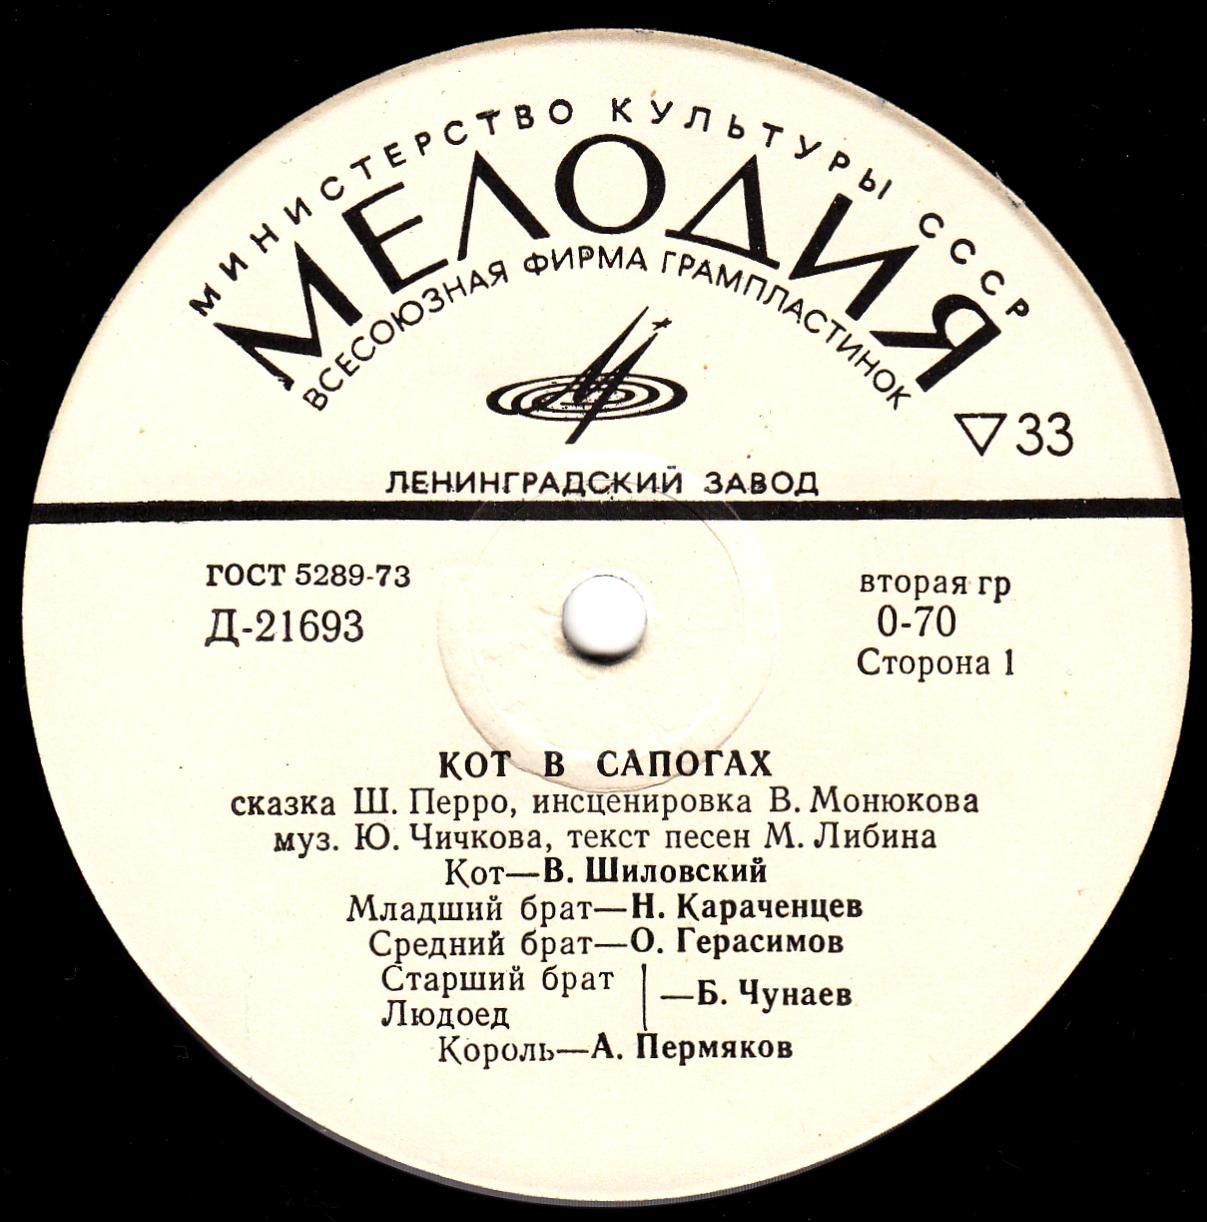 МИНИСТЕРСТВО КУЛЬТУРЫ СССР
МЕЛОДИЯ
ВСЕСОЮЗНАЯ ФИРМА ГРАМПЛАСТИНОК
▽33
ЛЕНИНГРАДСКИЙ ЗАВОД
ГОСТ 5289-73
Д-21693
вторая гр
0-70
Сторона 1
КОТ В САПОГАХ
сказка Ш. Перро, инсценировка В. Монюкова
муз. Ю. Чичкова, текст песен М. Либина
Кот—В. Шиловский
Младший брат—Н. Караченцев
Средний брат—О. Герасимов
Старший брат
Людоед
—Б. Чунаев
Король—А. Пермяков